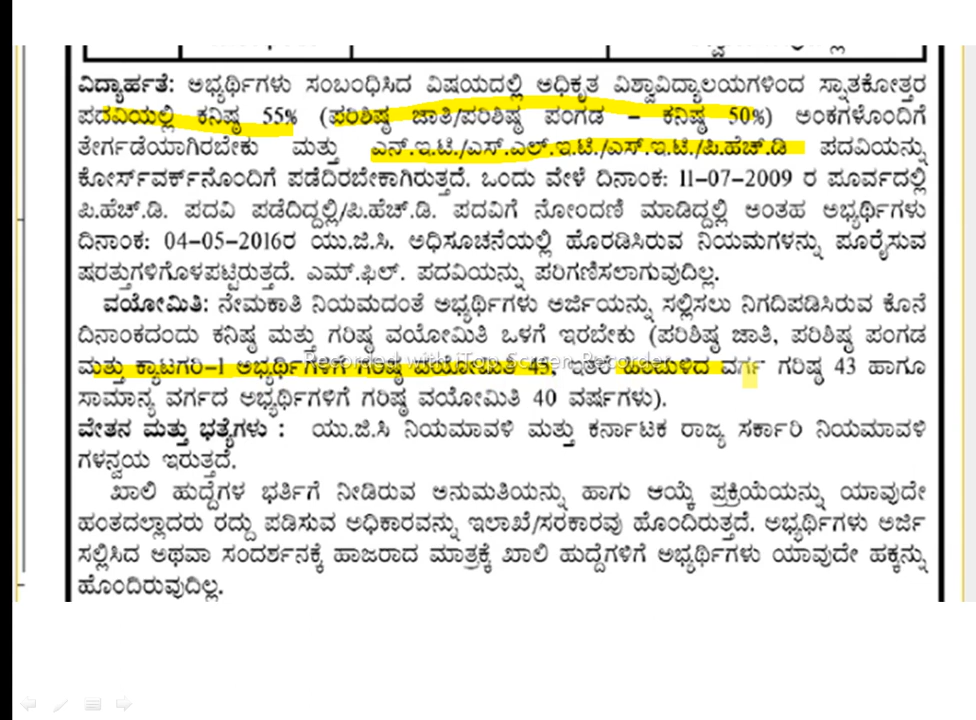 ವಿದ್ಯಾರ್ಹತೆ: ಅಭ್ಯರ್ಥಿಗಳು ಸಂಬಂಧಿಸಿದ ವಿಷಯದಲ್ಲಿ ಅಧಿಕೃತ ವಿಶ್ವಾವಿದ್ಯಾಲಯಗಳಿಂದ ಸ್ನಾತಕೋತ್ತರ
ಪದವಿಯಲ್ಲಿ ಕನಿಷ್ಠ 55% (ಪರಿಶಿಷ್ಠ ಜಾತಿ/ಪರಿಶಿಷ್ಠ ಪಂಗಡ – ಕನಿಷ್ಠ 50%) ಅಂಕಗಳೊಂದಿಗೆ
ತೇರ್ಗಡೆಯಾಗಿರಬೇಕು ಮತ್ತು ಎನ್.ಇ.ಟಿ./ಎಸ್.ಎಲ್.ಇ.ಟಿ./ಎಸ್.ಇ.ಟಿ./ಪಿ.ಹೆಚ್.ಡಿ ಪದವಿಯನ್ನು
ಕೋರ್ಸ್‌ವರ್ಕ್‌ನೊಂದಿಗೆ ಪಡೆದಿರಬೇಕಾಗಿರುತ್ತದೆ. ಒಂದು ವೇಳೆ ದಿನಾಂಕ: 11-07-2009 ರ ಪೂರ್ವದಲ್ಲಿ
ಪಿ.ಹೆಚ್.ಡಿ. ಪದವಿ ಪಡೆದಿದ್ದಲ್ಲಿ/ಪಿ.ಹೆಚ್.ಡಿ. ಪದವಿಗೆ ನೋಂದಣಿ ಮಾಡಿದ್ದಲ್ಲಿ ಅಂತಹ ಅಭ್ಯರ್ಥಿಗಳು
ದಿನಾಂಕ: 04-05-2016ರ ಯು.ಜಿ.ಸಿ. ಅಧಿಸೂಚನೆಯಲ್ಲಿ ಹೊರಡಿಸಿರುವ ನಿಯಮಗಳನ್ನು ಪೂರೈಸುವ
ಷರತ್ತುಗಳಿಗೊಳಪಟ್ಟಿರುತ್ತದೆ. ಎಮ್.ಫಿಲ್. ಪದವಿಯನ್ನು ಪರಿಗಣಿಸಲಾಗುವುದಿಲ್ಲ.
ವಯೋಮಿತಿ: ನೇಮಕಾತಿ ನಿಯಮದಂತೆ ಅಭ್ಯರ್ಥಿಗಳು ಅರ್ಜಿಯನ್ನು ಸಲ್ಲಿಸಲು ನಿಗದಿಪಡಿಸಿರುವ ಕೊನೆ
ದಿನಾಂಕದಂದು ಕನಿಷ್ಠ ಮತ್ತು ಗರಿಷ್ಠ ವಯೋಮಿತಿ ಒಳಗೆ ಇರಬೇಕು (ಪರಿಶಿಷ್ಠ ಜಾತಿ, ಪರಿಶಿಷ್ಠ ಪಂಗಡ
Recorded with iTop Screen Recorder
ಮತ್ತು ಕ್ಯಾಟಗರಿ-1 ಅಭ್ಯರ್ಥಿಗಳಿಗೆ ಗರಿಷ್ಠ ವಯೋಮಿತಿ 45, ಇತರೆ ಹಿಂದುಳಿದ ವರ್ಗ ಗರಿಷ್ಠ 43 ಹಾಗೂ
ಸಾಮಾನ್ಯ ವರ್ಗದ ಅಭ್ಯರ್ಥಿಗಳಿಗೆ ಗರಿಷ್ಠ ವಯೋಮಿತಿ 40 ವರ್ಷಗಳು).
ವೇತನ ಮತ್ತು ಭತ್ಯೆಗಳು : ಯು.ಜಿ.ಸಿ ನಿಯಮಾವಳಿ ಮತ್ತು ಕರ್ನಾಟಕ ರಾಜ್ಯ ಸರ್ಕಾರಿ ನಿಯಮಾವಳಿ
ಗಳನ್ವಯ ಇರುತ್ತದೆ.
ಖಾಲಿ ಹುದ್ದೆಗಳ ಭರ್ತಿಗೆ ನೀಡಿರುವ ಅನುಮತಿಯನ್ನು ಹಾಗು ಆಯ್ಕೆ ಪ್ರಕ್ರಿಯೆಯನ್ನು ಯಾವುದೇ
ಹಂತದಲ್ಲಾದರು ರದ್ದು ಪಡಿಸುವ ಅಧಿಕಾರವನ್ನು ಇಲಾಖೆ/ಸರಕಾರವು ಹೊಂದಿರುತ್ತದೆ. ಅಭ್ಯರ್ಥಿಗಳು ಅರ್ಜಿ
ಸಲ್ಲಿಸಿದ ಅಥವಾ ಸಂದರ್ಶನಕ್ಕೆ ಹಾಜರಾದ ಮಾತ್ರಕ್ಕೆ ಖಾಲಿ ಹುದ್ದೆಗಳಿಗೆ ಅಭ್ಯರ್ಥಿಗಳು ಯಾವುದೇ ಹಕ್ಕನ್ನು
ಹೊಂದಿರುವುದಿಲ್ಲ.